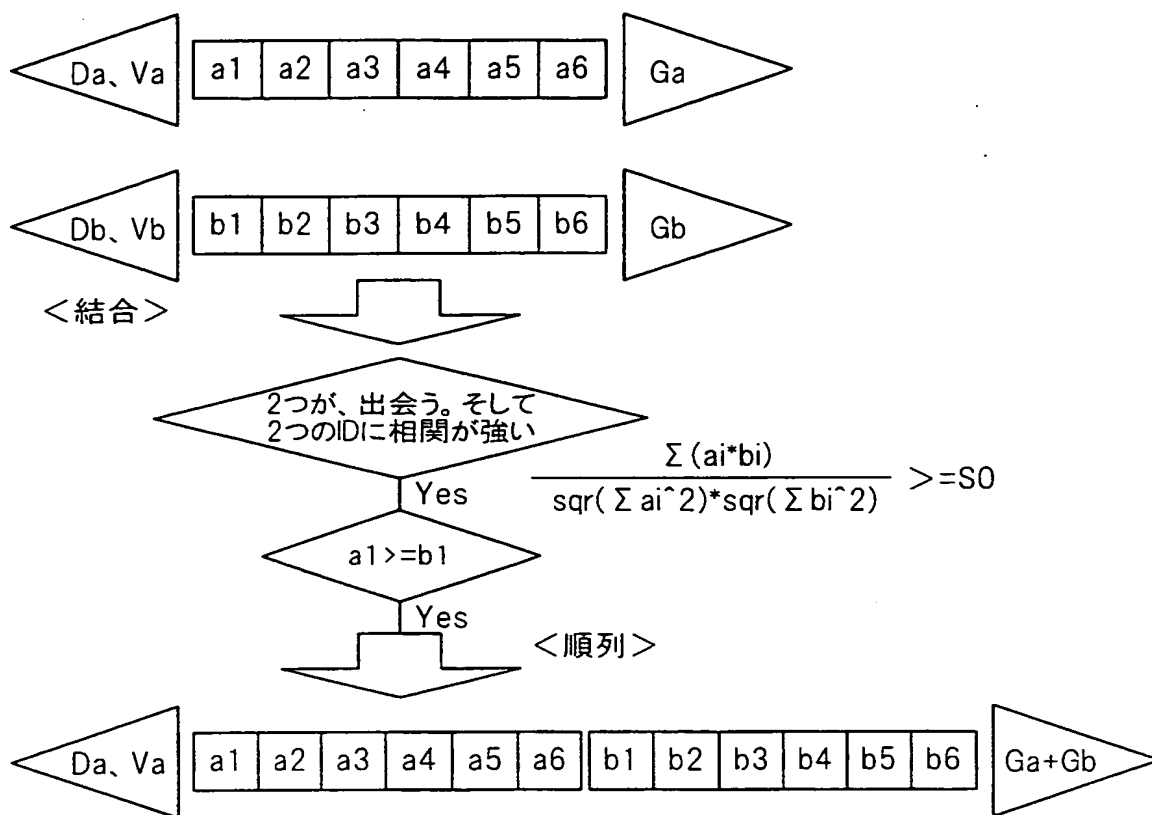 Da、Va a1 a2 a3 a4 a5 a6 Ga
Db、Vb b1 b2 b3 b4 b5 b6 Gb
＜結合＞
2つが、出会う。そして
2つのIDに相関が強い
Σ(ai*bi)
sqr(Σai^2)*sqr(Σbi^2)
>=S0
Yes
a1>=b1
Yes
＜順列＞
Da、Va a1 a2 a3 a4 a5 a6 b1 b2 b3 b4 b5 b6 Ga+Gb